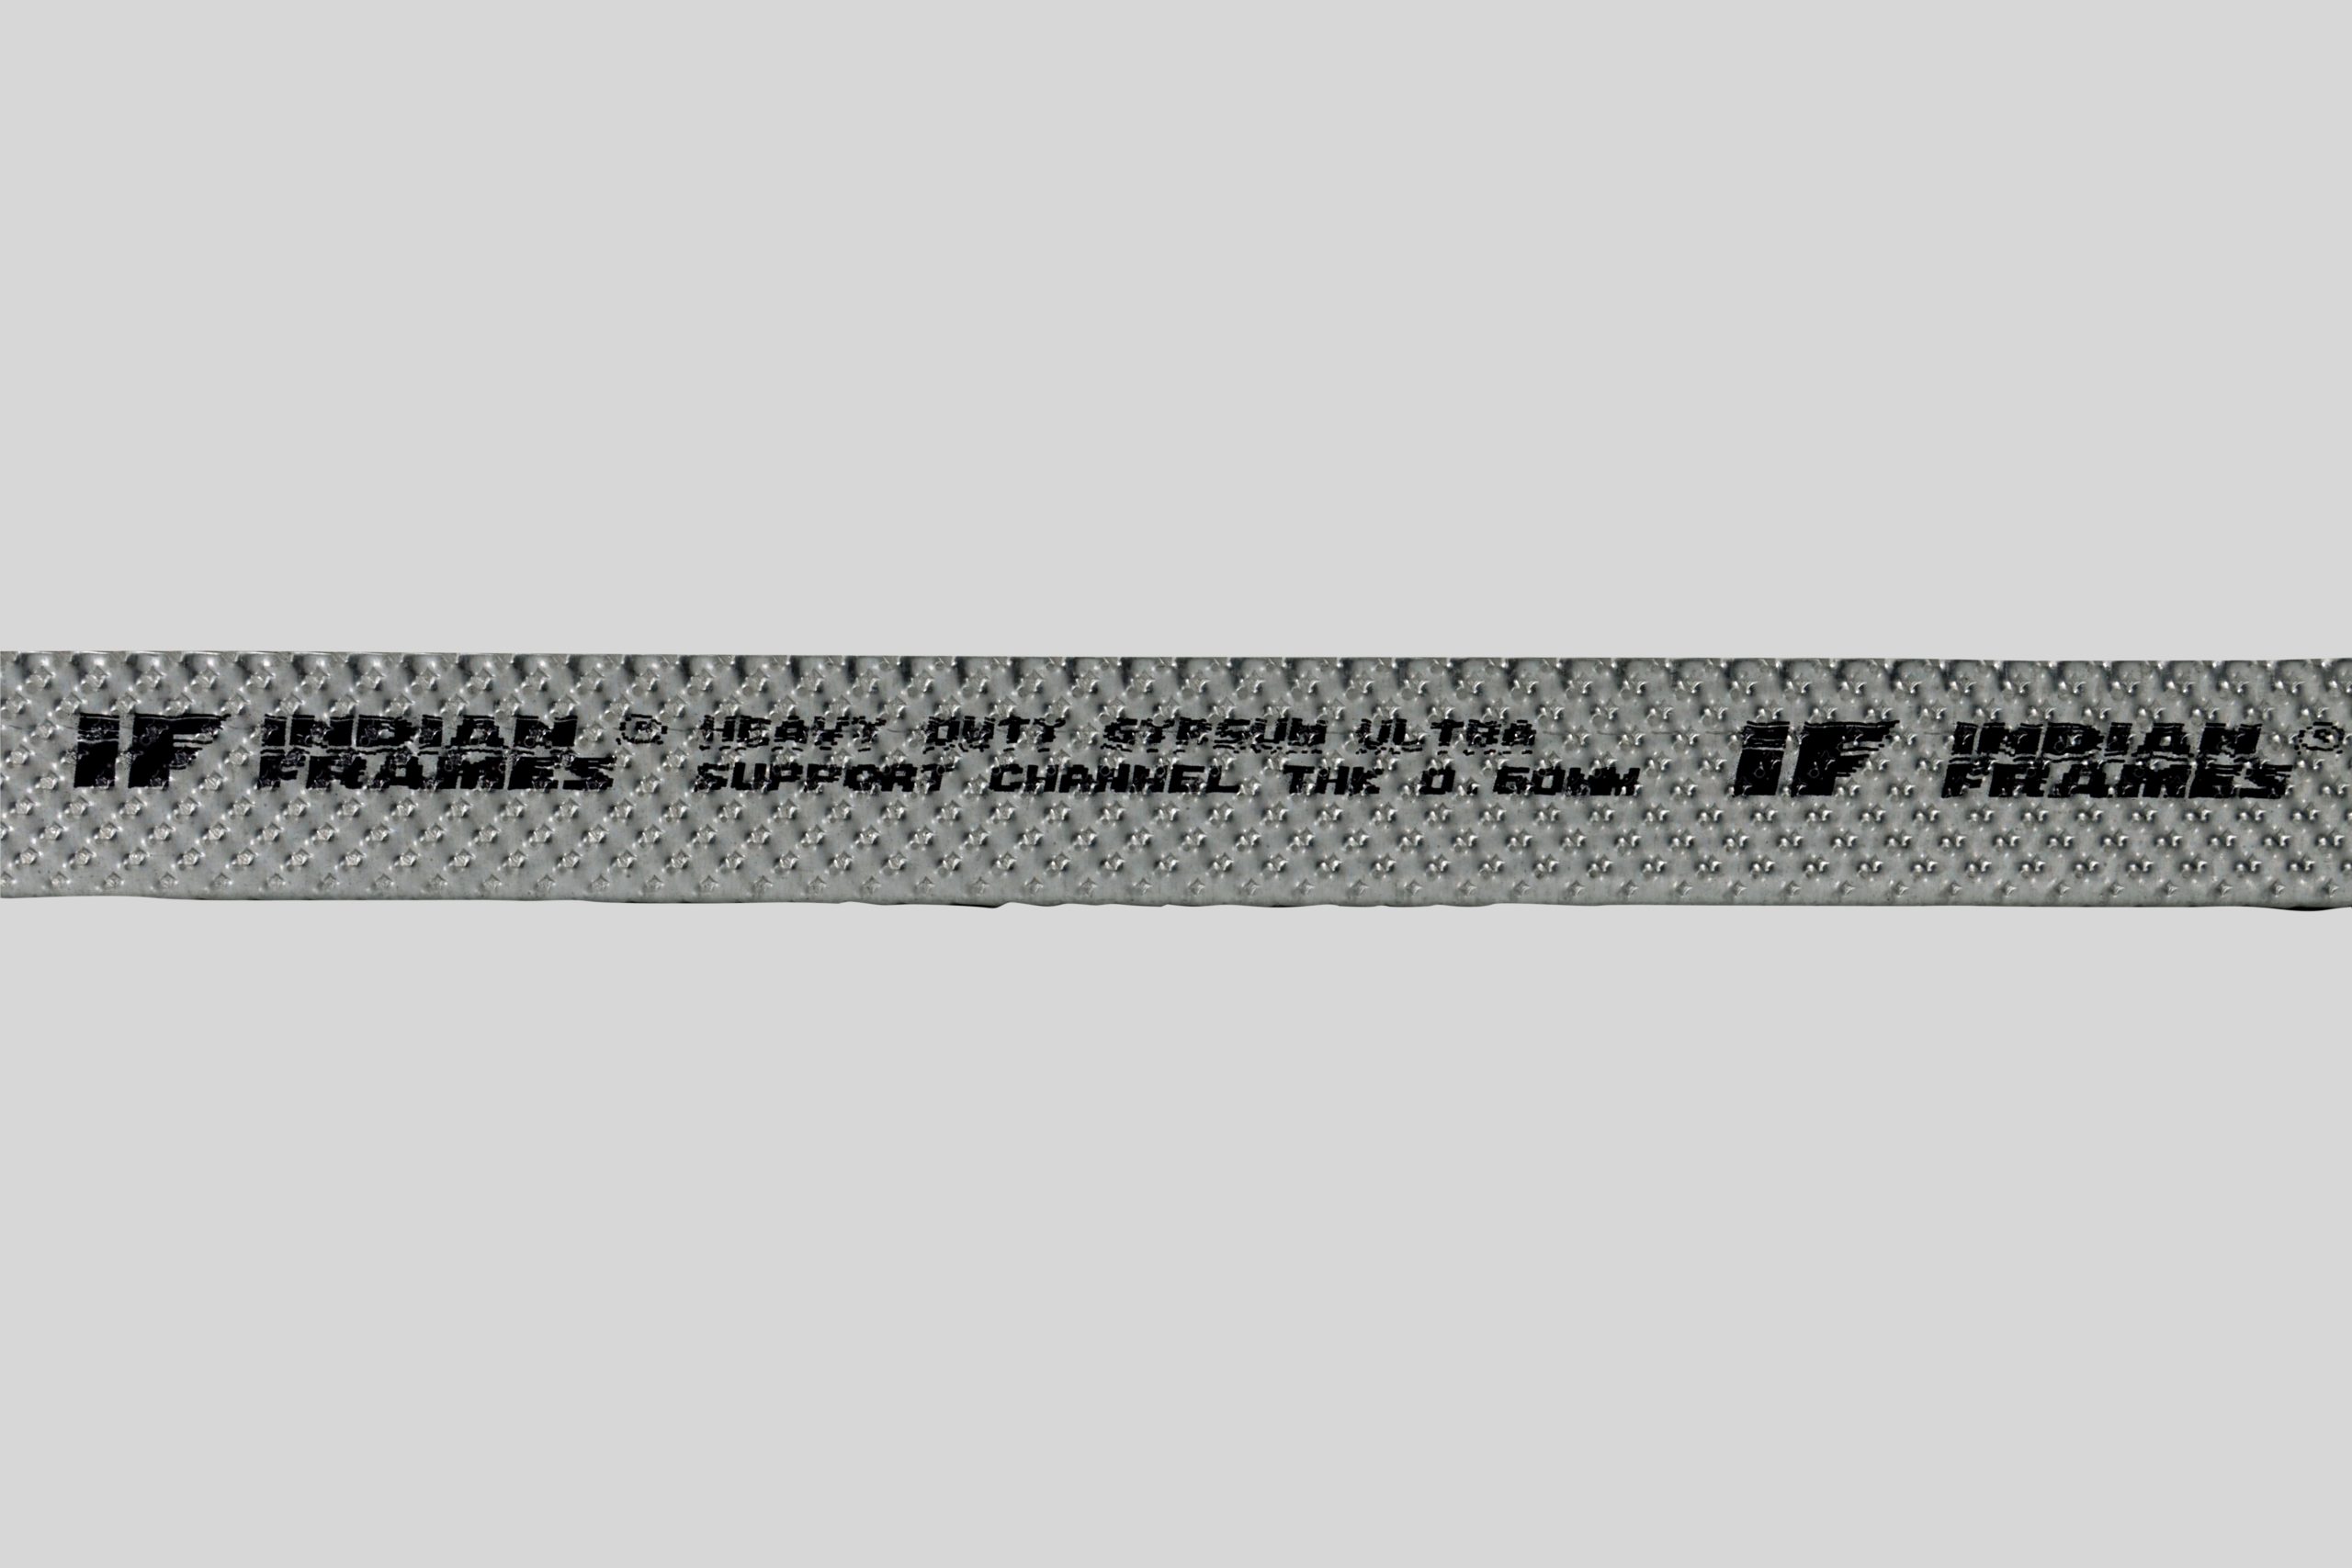 IF INDIAN FRAMES ® HEAVY DUTY GYPSUM ULTRA
SUPPORT CHANNEL THK 0.60MM
IF INDIAN FRAMES ®